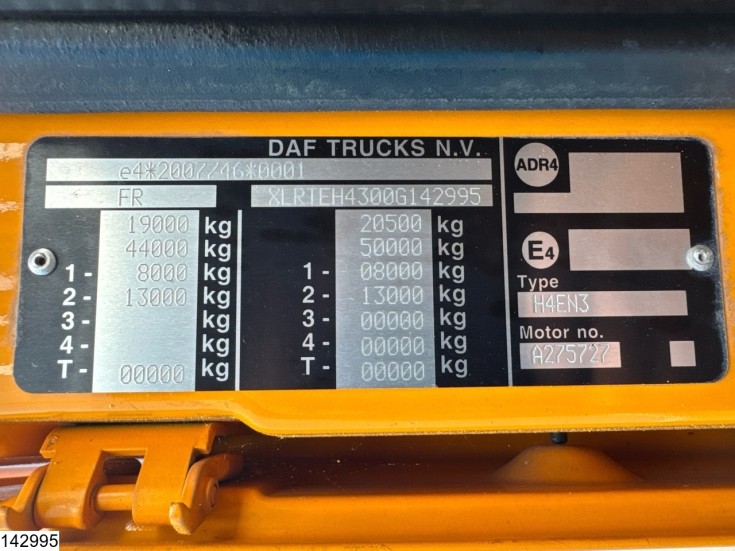 DAF TRUCKS N.V.
e4*2007/46*0001
FR XLRTEH4300G142995
19000 kg 20500 kg
44000 kg 50000 kg
1- 8000 kg 1- 08000 kg
2- 13000 kg 2- 13000 kg
3- kg 3- 00000 kg
4- kg 4- 00000 kg
T- 00000 kg T- 00000 kg
ADR4
E4
Type
H4EN3
Motor no.
A275727
142995